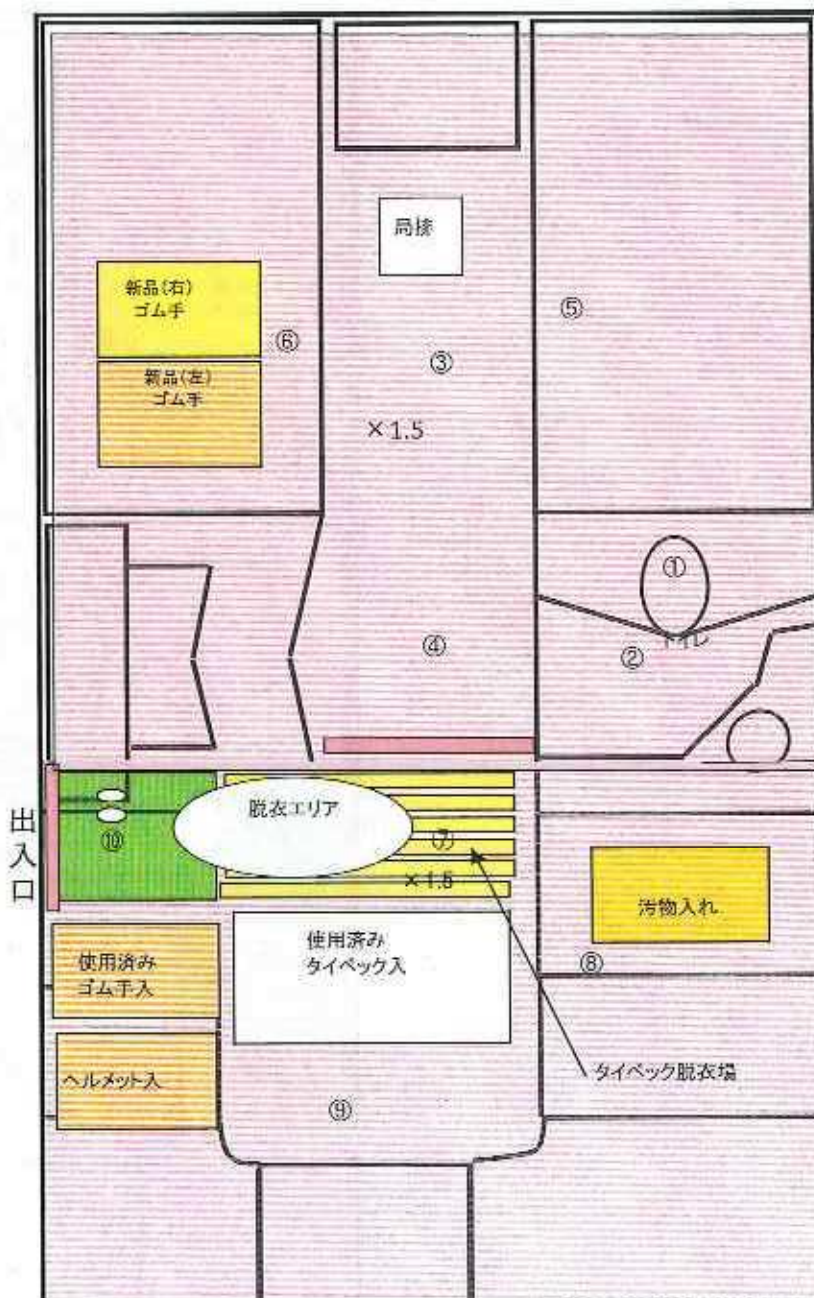 局排
新品(右)
ゴム手
⑤
⑥
③
新品(左)
ゴム手
×1.5
①
トイレ
④
②
出入口
脱衣エリア
⑩
⑦
×1.5
汚物入れ
使用済み
タイペック入
使用済み
ゴム手入
⑧
ヘルメット入
タイペック脱衣場
⑨